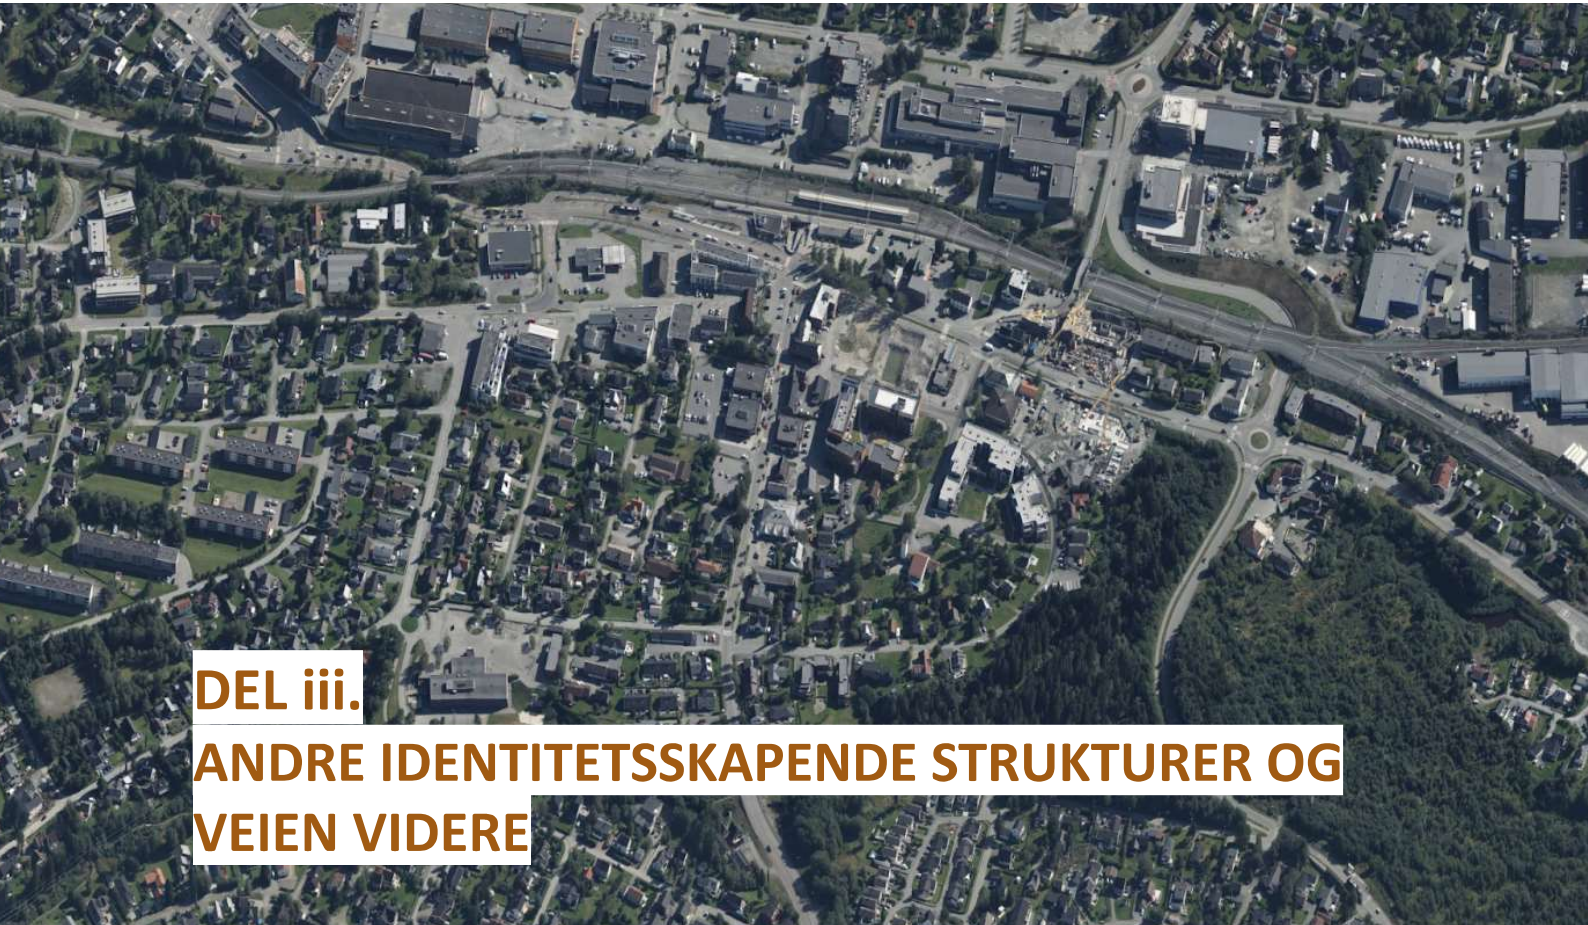 DEL iii.
ANDRE IDENTITETSSKAPENDE STRUKTURER OG
VEIEN VIDERE